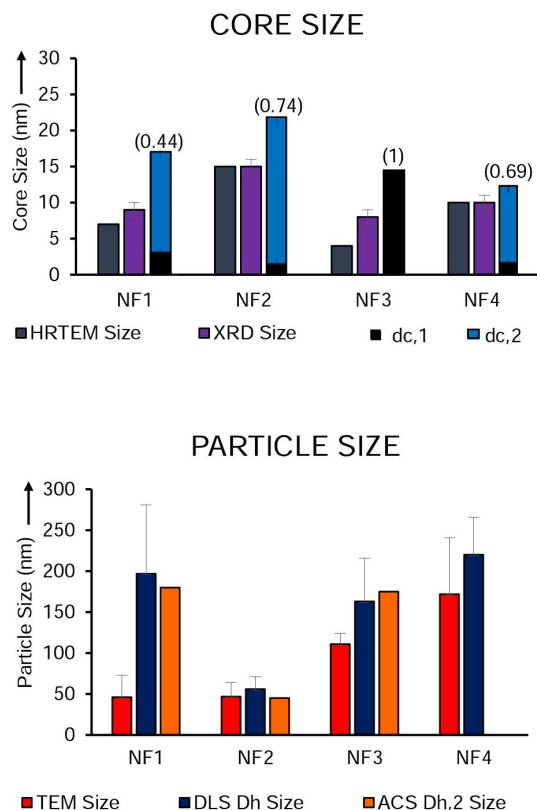 CORE SIZE
Core Size (nm)
30
25
20
15
10
5
0
(0.44)
(0.74)
(1)
(0.69)
NF1 NF2 NF3 NF4
HRTEM Size XRD Size dc,1 dc,2
PARTICLE SIZE
Particle Size (nm)
300
250
200
150
100
50
0
NF1 NF2 NF3 NF4
TEM Size DLS Dh Size ACS Dh,2 Size